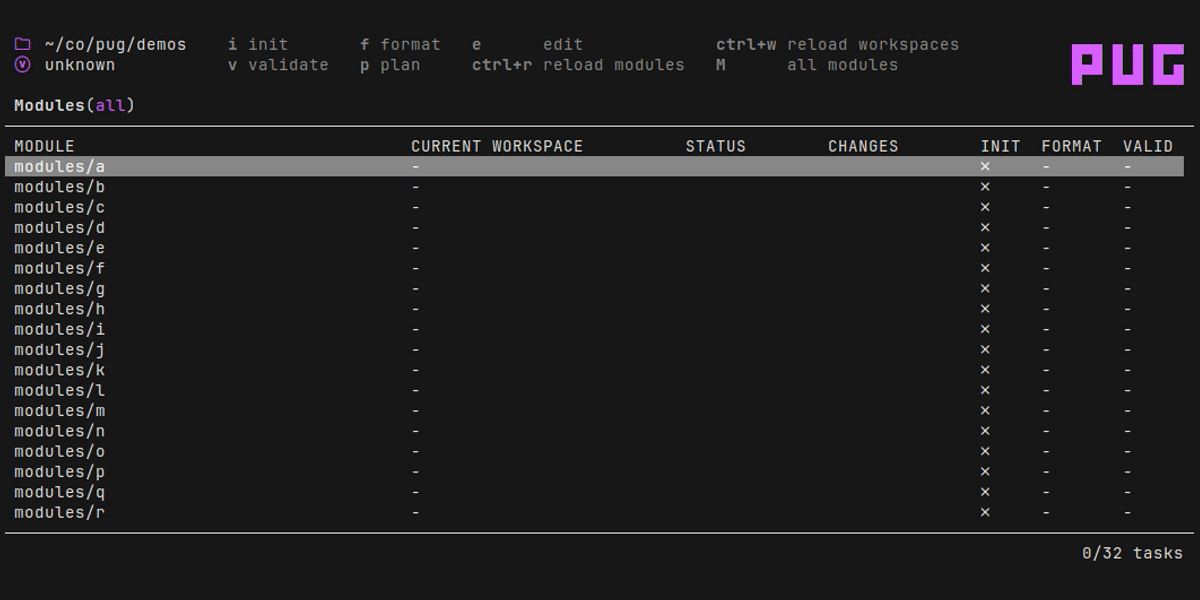 ~/co/pug/demos i init f format e edit ctrl+w reload workspaces
unknown v validate p plan ctrl+r reload modules M all modules
PUG
Modules(all)
MODULE CURRENT WORKSPACE STATUS CHANGES INIT FORMAT VALID
modules/a - × - -
modules/b - × - -
modules/c - × - -
modules/d - × - -
modules/e - × - -
modules/f - × - -
modules/g - × - -
modules/h - × - -
modules/i - × - -
modules/j - × - -
modules/k - × - -
modules/l - × - -
modules/m - × - -
modules/n - × - -
modules/o - × - -
modules/p - × - -
modules/q - × - -
modules/r - × - -
0/32 tasks